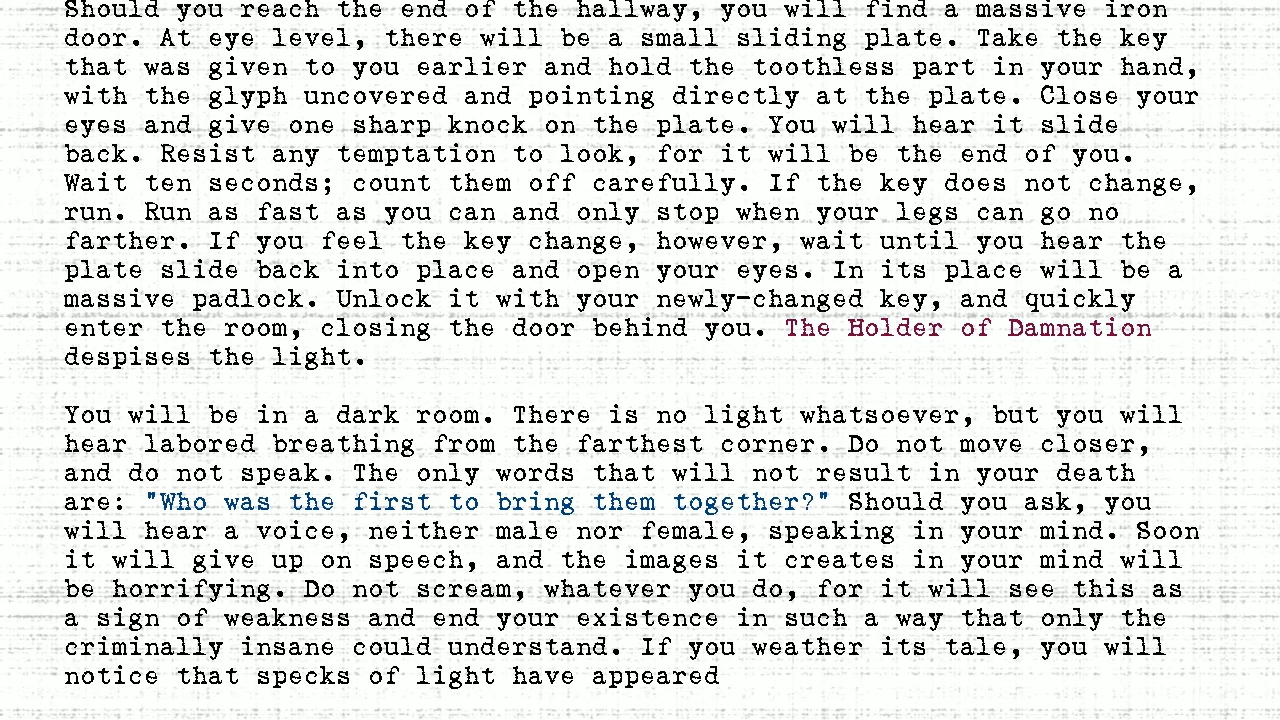 Should you reach the end of the hallway, you will find a massive iron
door. At eye level, there will be a small sliding plate. Take the key
that was given to you earlier and hold the toothless part in your hand,
with the glyph uncovered and pointing directly at the plate. Close your
eyes and give one sharp knock on the plate. You will hear it slide
back. Resist any temptation to look, for it will be the end of you.
Wait ten seconds; count them off carefully. If the key does not change,
run. Run as fast as you can and only stop when your legs can go no
farther. If you feel the key change, however, wait until you hear the
plate slide back into place and open your eyes. In its place will be a
massive padlock. Unlock it with your newly-changed key, and quickly
enter the room, closing the door behind you. The Holder of Damnation
despises the light.
You will be in a dark room. There is no light whatsoever, but you will
hear labored breathing from the farthest corner. Do not move closer,
and do not speak. The only words that will not result in your death
are: "Who was the first to bring them together?" Should you ask, you
will hear a voice, neither male nor female, speaking in your mind. Soon
it will give up on speech, and the images it creates in your mind will
be horrifying. Do not scream, whatever you do, for it will see this as
a sign of weakness and end your existence in such a way that only the
criminally insane could understand. If you weather its tale, you will
notice that specks of light have appeared